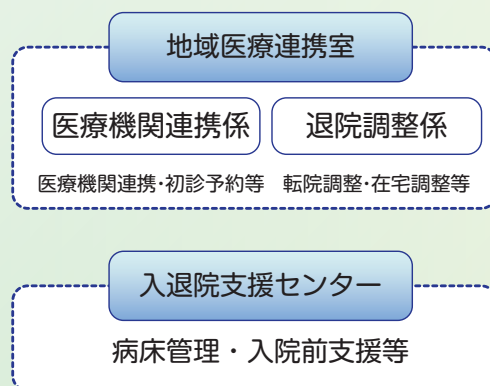 地域医療連携室
医療機関連携係 退院調整係
医療機関連携・初診予約等 転院調整・在宅調整等
入退院支援センター
病床管理・入院前支援等